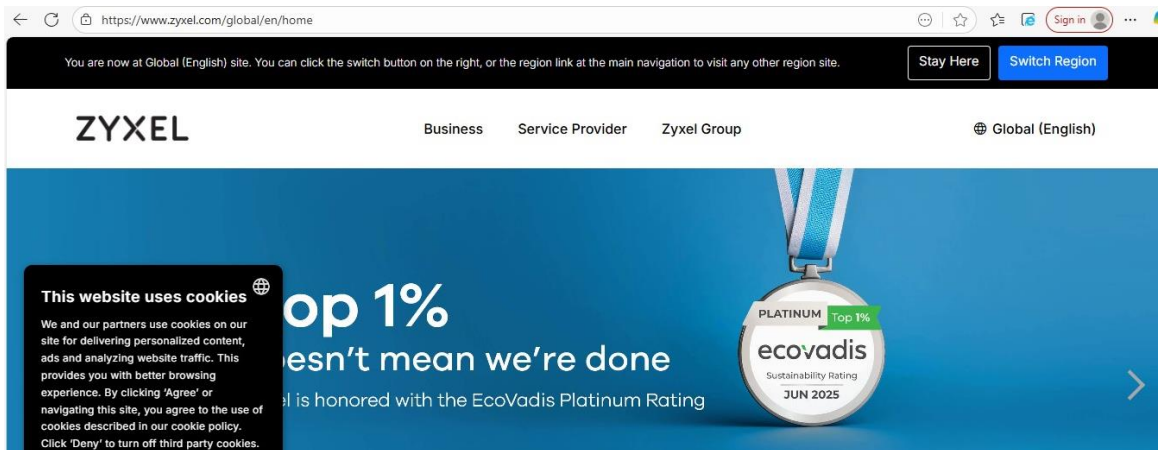 https://www.zyxel.com/global/en/home
Sign in
You are now at Global (English) site. You can click the switch button on the right, or the region link at the main navigation to visit any other region site.
Stay Here
Switch Region
ZYXEL
Business
Service Provider
Zyxel Group
Global (English)
This website uses cookies
We and our partners use cookies on our
site for delivering personalized content,
ads and analyzing website traffic. This
provides you with better browsing
experience. By clicking 'Agree' or
navigating this site, you agree to the use of
cookies described in our cookie policy.
Click 'Deny' to turn off third party cookies.
op 1%
esn't mean we're done
el is honored with the EcoVadis Platinum Rating
PLATINUM
Top 1%
ecovadis
Sustainability Rating
JUN 2025